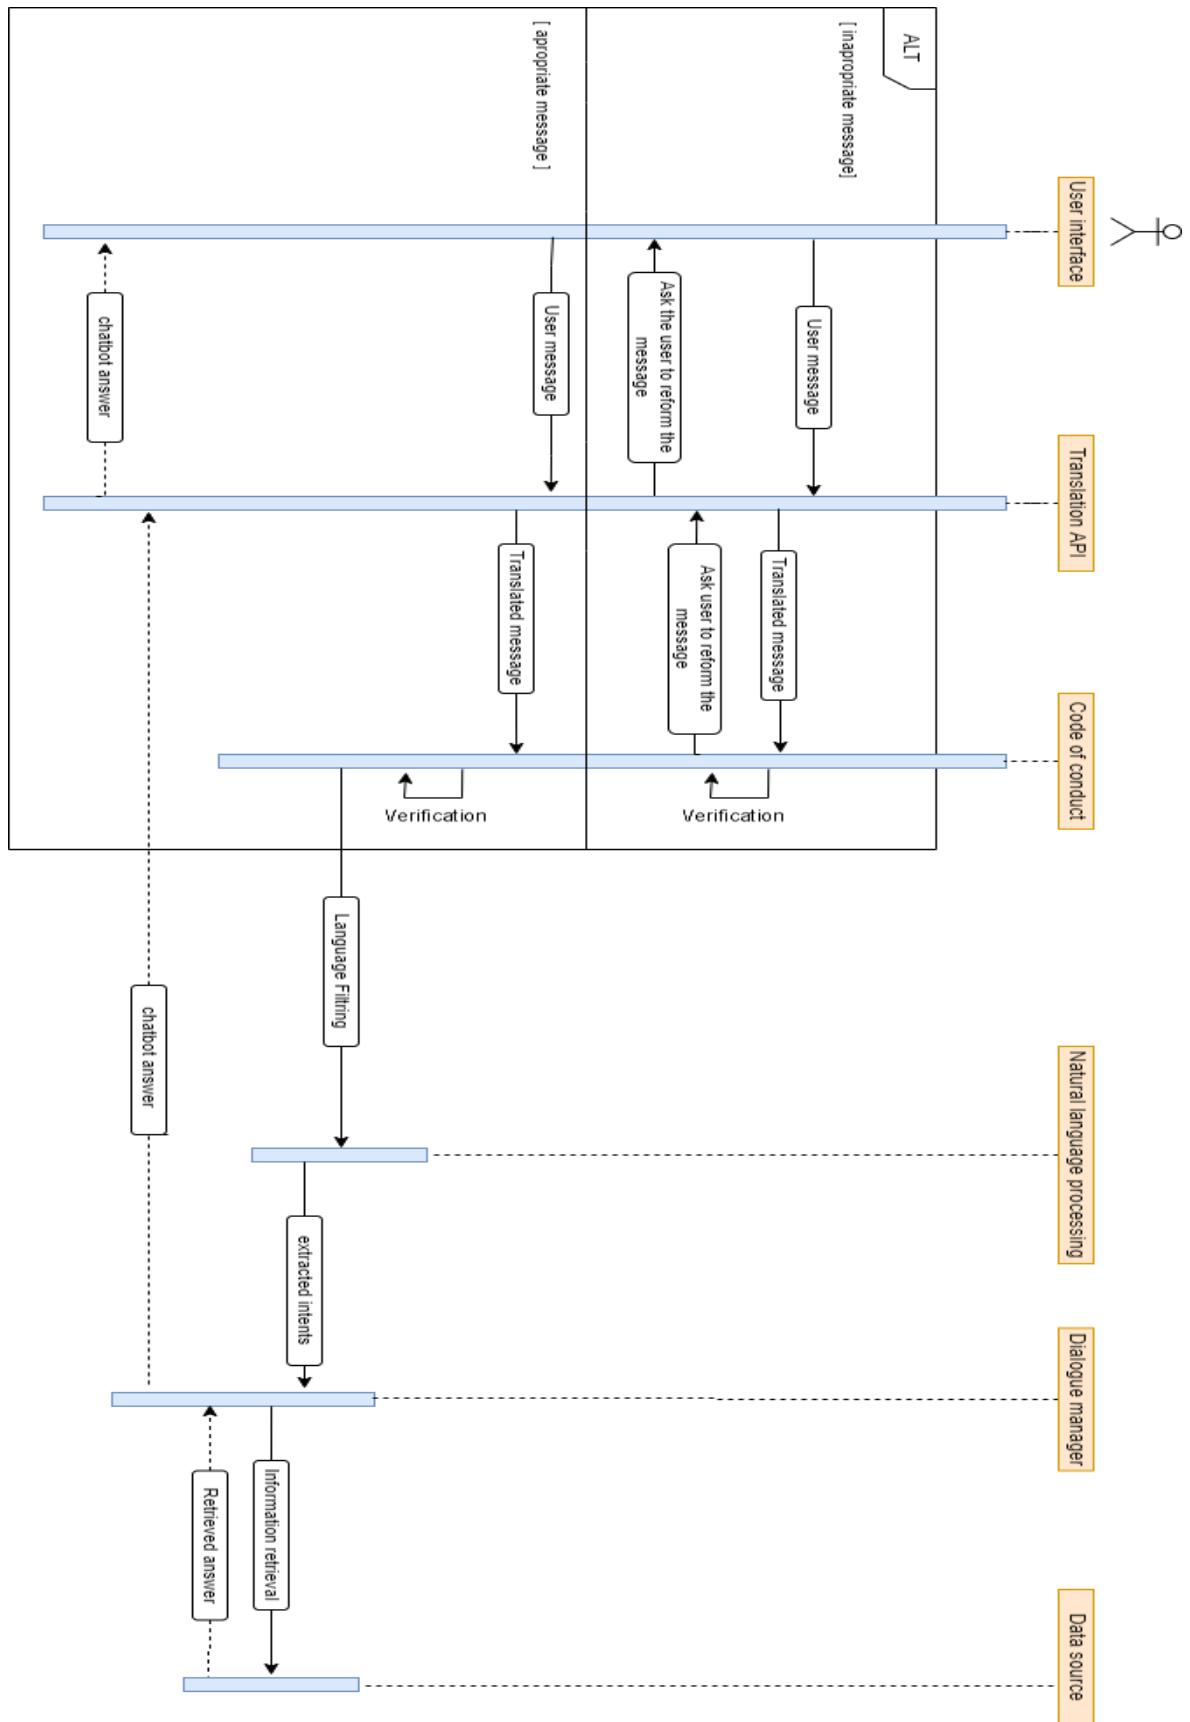 User interface
Translation API
Code of conduct
Natural language processing
Dialogue manager
Data source
ALT
[ inapropriate message]
User message
Translated message
Verification
Ask user to reform the
message
Ask the user to reform the
message
[ apropriate message ]
User message
Translated message
Verification
Language Filtring
extracted intents
Information retrieval
Retrieved answer
chatbot answer
chatbot answer